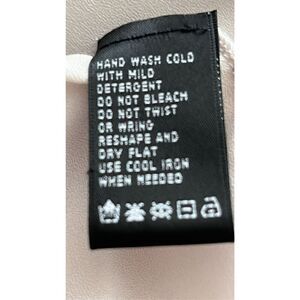 HAND WASH COLD
WITH MILD
DETERGENT
DO NOT BLEACH
DO NOT TWIST
OR WRING
RESHAPE AND
DRY FLAT
USE COOL IRON
WHEN NEEDED